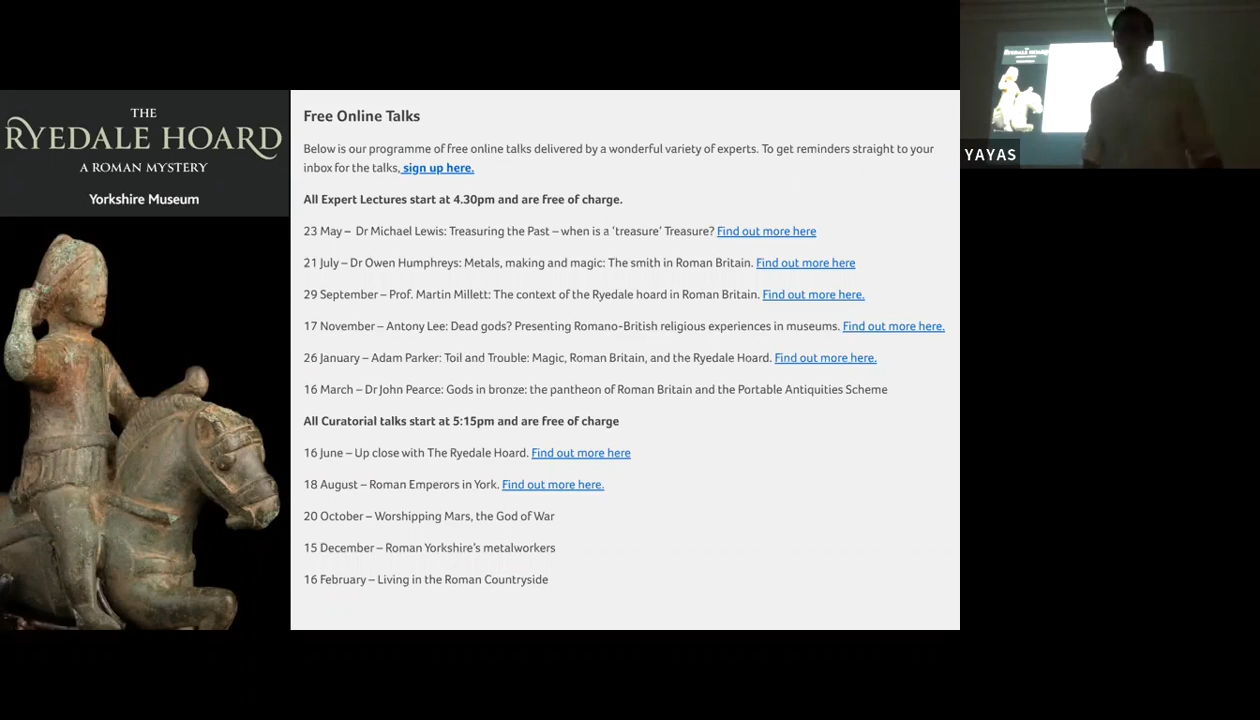 THE
RYEDALE HOARD
A ROMAN MYSTERY
Yorkshire Museum
Free Online Talks
Below is our programme of free online talks delivered by a wonderful variety of experts. To get reminders straight to your
inbox for the talks, sign up here.
All Expert Lectures start at 4.30pm and are free of charge.
23 May – Dr Michael Lewis: Treasuring the Past – when is a ‘treasure’ Treasure? Find out more here
21 July – Dr Owen Humphreys: Metals, making and magic: The smith in Roman Britain. Find out more here
29 September – Prof. Martin Millett: The context of the Ryedale hoard in Roman Britain. Find out more here.
17 November – Antony Lee: Dead gods? Presenting Romano-British religious experiences in museums. Find out more here.
26 January – Adam Parker: Toil and Trouble: Magic, Roman Britain, and the Ryedale Hoard. Find out more here.
16 March – Dr John Pearce: Gods in bronze: the pantheon of Roman Britain and the Portable Antiquities Scheme
All Curatorial talks start at 5:15pm and are free of charge
16 June – Up close with The Ryedale Hoard. Find out more here
18 August – Roman Emperors in York. Find out more here.
20 October – Worshipping Mars, the God of War
15 December – Roman Yorkshire’s metalworkers
16 February – Living in the Roman Countryside
RYEDALE HOARD
YAYAS